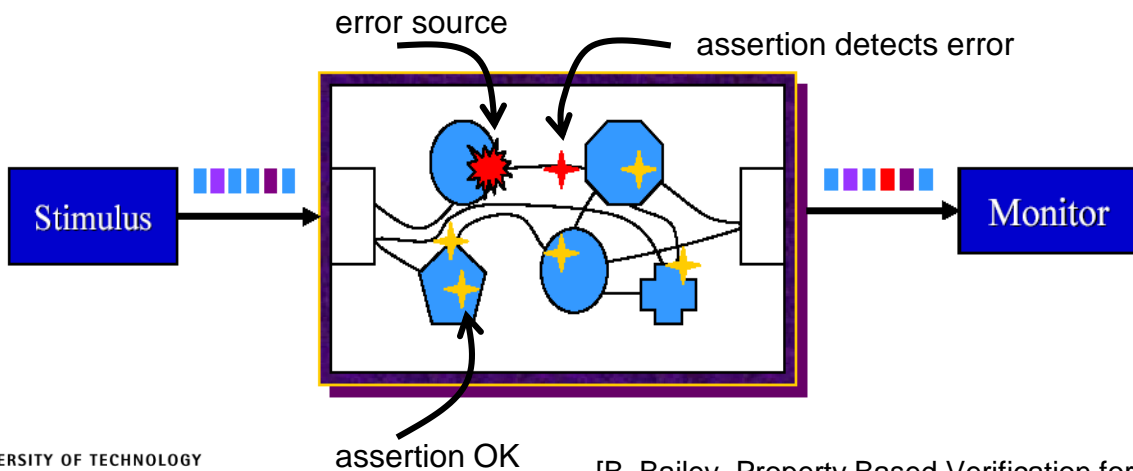 error source
assertion detects error
Stimulus
Monitor
assertion OK
ERSITY OF TECHNOLOGY
[B. Bailey, Property Based Verification for